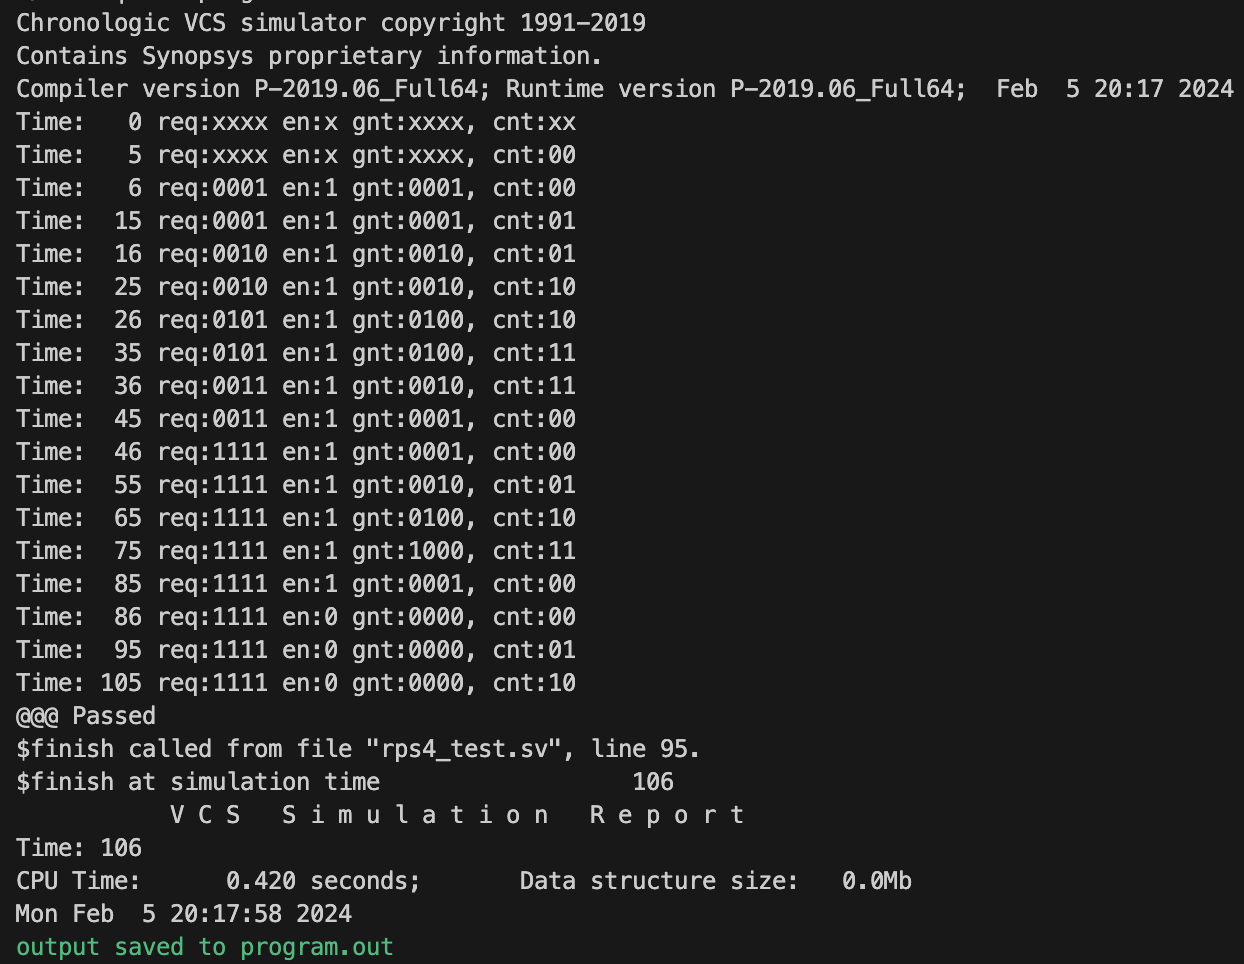 Chronologic VCS simulator copyright 1991-2019
Contains Synopsys proprietary information.
Compiler version P-2019.06_Full64; Runtime version P-2019.06_Full64;  Feb  5 20:17 2024
Time:   0 req:xxxx en:x gnt:xxxx, cnt:xx
Time:   5 req:xxxx en:x gnt:xxxx, cnt:00
Time:   6 req:0001 en:1 gnt:0001, cnt:00
Time:  15 req:0001 en:1 gnt:0001, cnt:01
Time:  16 req:0010 en:1 gnt:0010, cnt:01
Time:  25 req:0010 en:1 gnt:0010, cnt:10
Time:  26 req:0101 en:1 gnt:0100, cnt:10
Time:  35 req:0101 en:1 gnt:0100, cnt:11
Time:  36 req:0011 en:1 gnt:0010, cnt:11
Time:  45 req:0011 en:1 gnt:0001, cnt:00
Time:  46 req:1111 en:1 gnt:0001, cnt:00
Time:  55 req:1111 en:1 gnt:0010, cnt:01
Time:  65 req:1111 en:1 gnt:0100, cnt:10
Time:  75 req:1111 en:1 gnt:1000, cnt:11
Time:  85 req:1111 en:1 gnt:0001, cnt:00
Time:  86 req:1111 en:0 gnt:0000, cnt:00
Time:  95 req:1111 en:0 gnt:0000, cnt:01
Time: 105 req:1111 en:0 gnt:0000, cnt:10
@@@ Passed
$finish called from file "rps4_test.sv", line 95.
$finish at simulation time                  106
           V C S   S i m u l a t i o n   R e p o r t
Time: 106
CPU Time:      0.420 seconds;       Data structure size:   0.0Mb
Mon Feb  5 20:17:58 2024
output saved to program.out